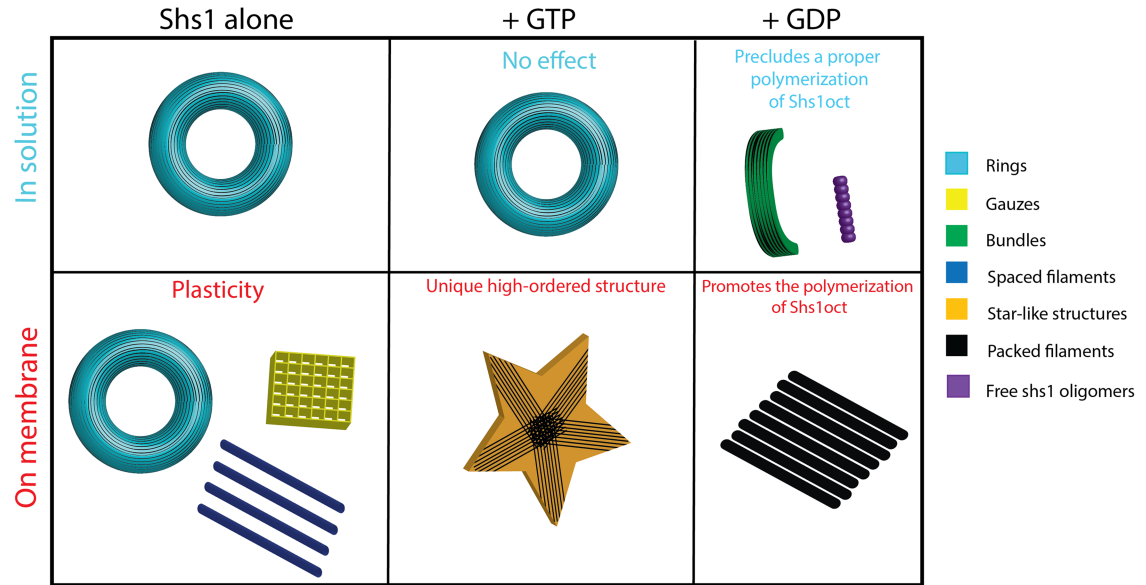 Shs1 alone
+ GTP
+ GDP
In solution
No effect
Precludes a proper
polymerization
of Shs1oct
On membrane
Plasticity
Unique high-ordered structure
Promotes the polymerization
of Shs1oct
Rings
Gauzes
Bundles
Spaced filaments
Star-like structures
Packed filaments
Free shs1 oligomers